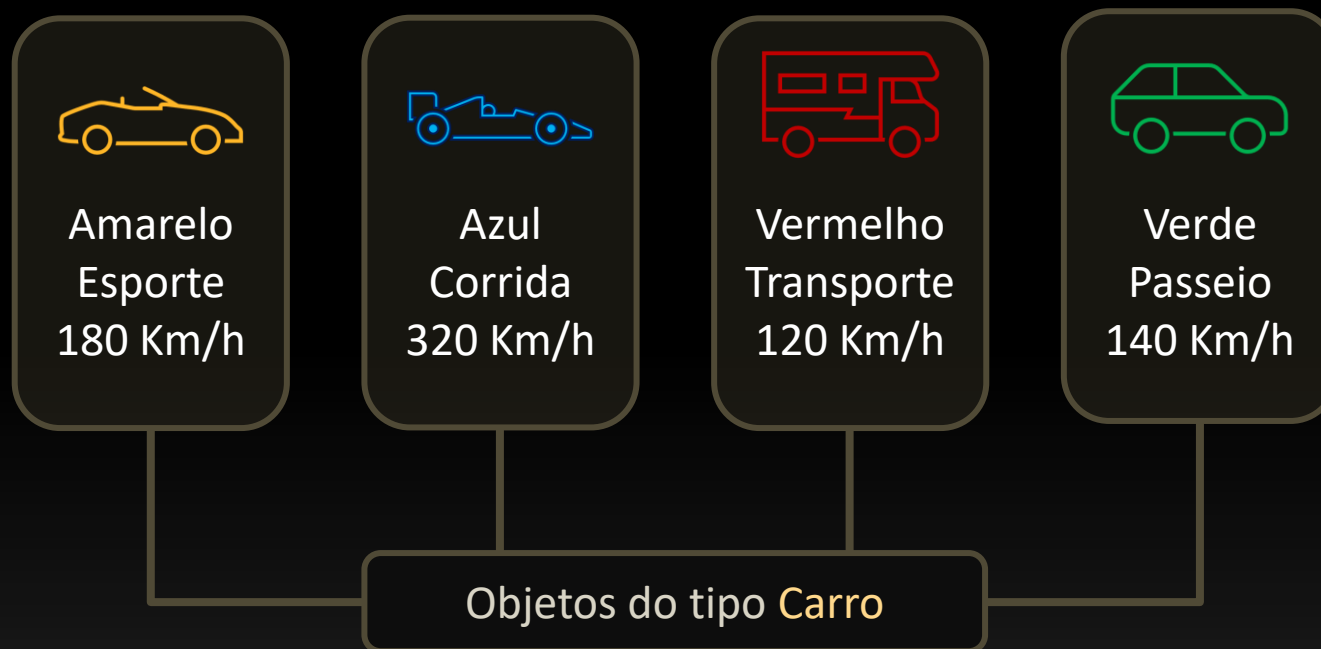 Amarelo
Esporte
180 Km/h
Azul
Corrida
320 Km/h
Vermelho
Transporte
120 Km/h
Verde
Passeio
140 Km/h
Objetos do tipo Carro